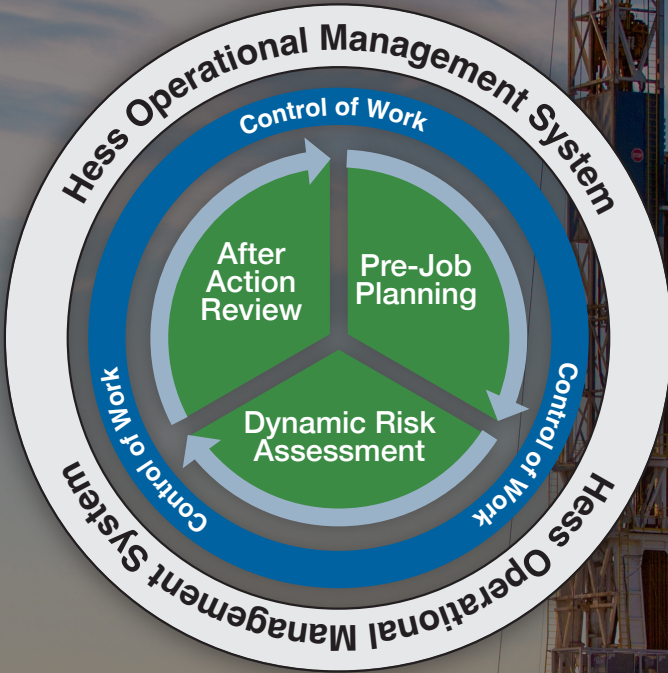 Hess Operational Management System
Control of Work
After
Action
Review
Pre-Job
Planning
Dynamic Risk
Assessment
Control of Work
Control of Work
Hess Operational Management System